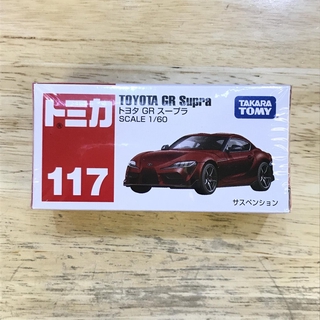 トミカ
117
TOYOTA GR Supra
トヨタ GR スープラ
SCALE 1/60
TAKARA
TOMY
サスペンション